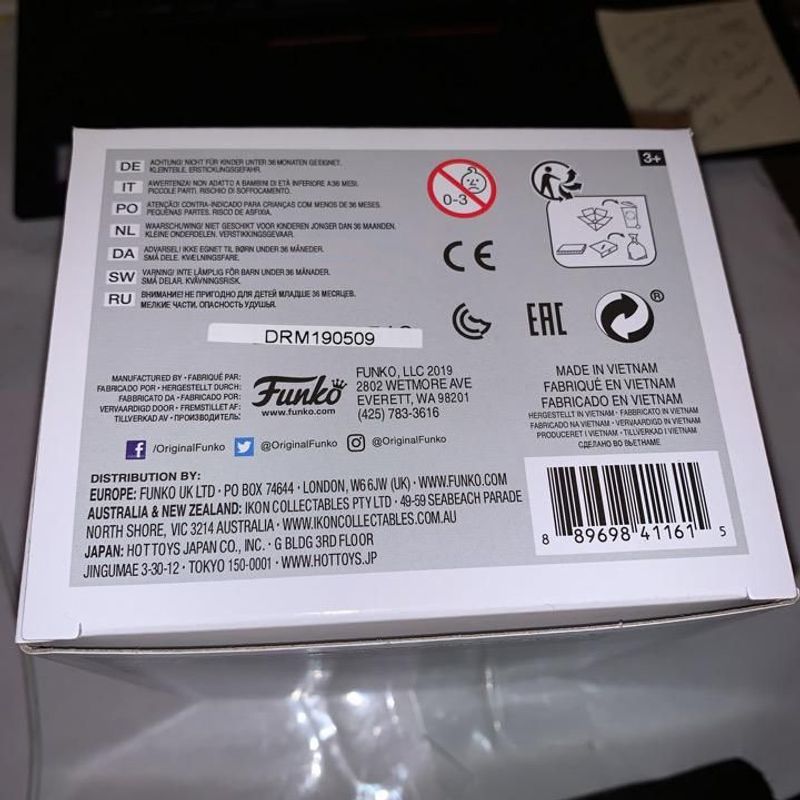 3+
DE ACHTUNG! NICHT FÜR KINDER UNTER 36 MONATEN GEEIGNET.
KLEINTEILE, ERSTICKUNGSGEFAHR.
IT AVVERTENZA! NON ADATTO A BAMBINI DI ETÀ INFERIORE A 36 MESI.
PICCOLE PARTI. RISCHIO DI SOFFOCAMENTO.
PO ATENÇÃO! CONTRA-INDICADO PARA CRIANÇAS COM MENOS DE 36 MESES.
PEQUENAS PARTES. RISCO DE ASFIXIA.
NL WAARSCHUWING! NIET GESCHIKT VOOR KINDEREN JONGER DAN 36 MAANDEN.
KLEINE ONDERDELEN. VERSTIKKINGSGEVAAR.
DA ADVARSEL! IKKE EGNET TIL BØRN UNDER 36 MÅNEDER.
SMÅ DELE. KVÆLNINGSFARE.
SW VARNING! INTE LÄMPLIG FÖR BARN UNDER 36 MÅNADER.
SMÅ DELAR. KVÄVNINGSRISK.
RU ВНИМАНИЕ! НЕ ПРИГОДНО ДЛЯ ДЕТЕЙ МЛАДШЕ 36 МЕСЯЦЕВ.
МЕЛКИЕ ЧАСТИ. ОПАСНОСТЬ УДУШЬЯ.
0-3
CE
EAC
®
DRM190509
MANUFACTURED BY • FABRIQUÉ PAR:
FABRICADO POR • HERGESTELLT DURCH:
FABBRICATO DA • FABRICADO POR:
VERVAARDIGD DOOR • FREMSTILLET AF:
TILLVERKAD AV • ПРОИЗВОДИТЕЛЬ:
Funko
www.funko.com
FUNKO, LLC 2019
2802 WETMORE AVE
EVERETT, WA 98201
(425) 783-3616
MADE IN VIETNAM
FABRIQUÉ EN VIETNAM
FABRICADO EN VIETNAM
HERGESTELLT IN VIETNAM • FABBRICATO IN VIETNAM
FABRICADO NA VIETNAM • VERVAARDIGD IN VIETNAM
PRODUCERET I VIETNAM • TILLVERKAD I VIETNAM
СДЕЛАНО ВО ВЬЕТНАМЕ
f /OriginalFunko @OriginalFunko @OriginalFunko
DISTRIBUTION BY:
EUROPE: FUNKO UK LTD • PO BOX 74644 • LONDON, W6 6JW (UK) • WWW.FUNKO.COM
AUSTRALIA & NEW ZEALAND: IKON COLLECTABLES PTY LTD • 49-59 SEABEACH PARADE
NORTH SHORE, VIC 3214 AUSTRALIA • WWW.IKONCOLLECTABLES.COM.AU
JAPAN: HOT TOYS JAPAN CO., INC. • G BLDG 3RD FLOOR
JINGUMAE 3-30-12 • TOKYO 150-0001 • WWW.HOTTOYS.JP
8 89698 41161 5